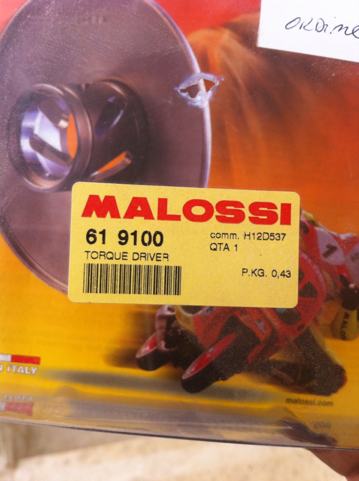 ORDINE
MALOSSI
61 9100
comm. H12D537
QTA 1
TORQUE DRIVER
P.KG. 0,43
N ITALY
malossi.com